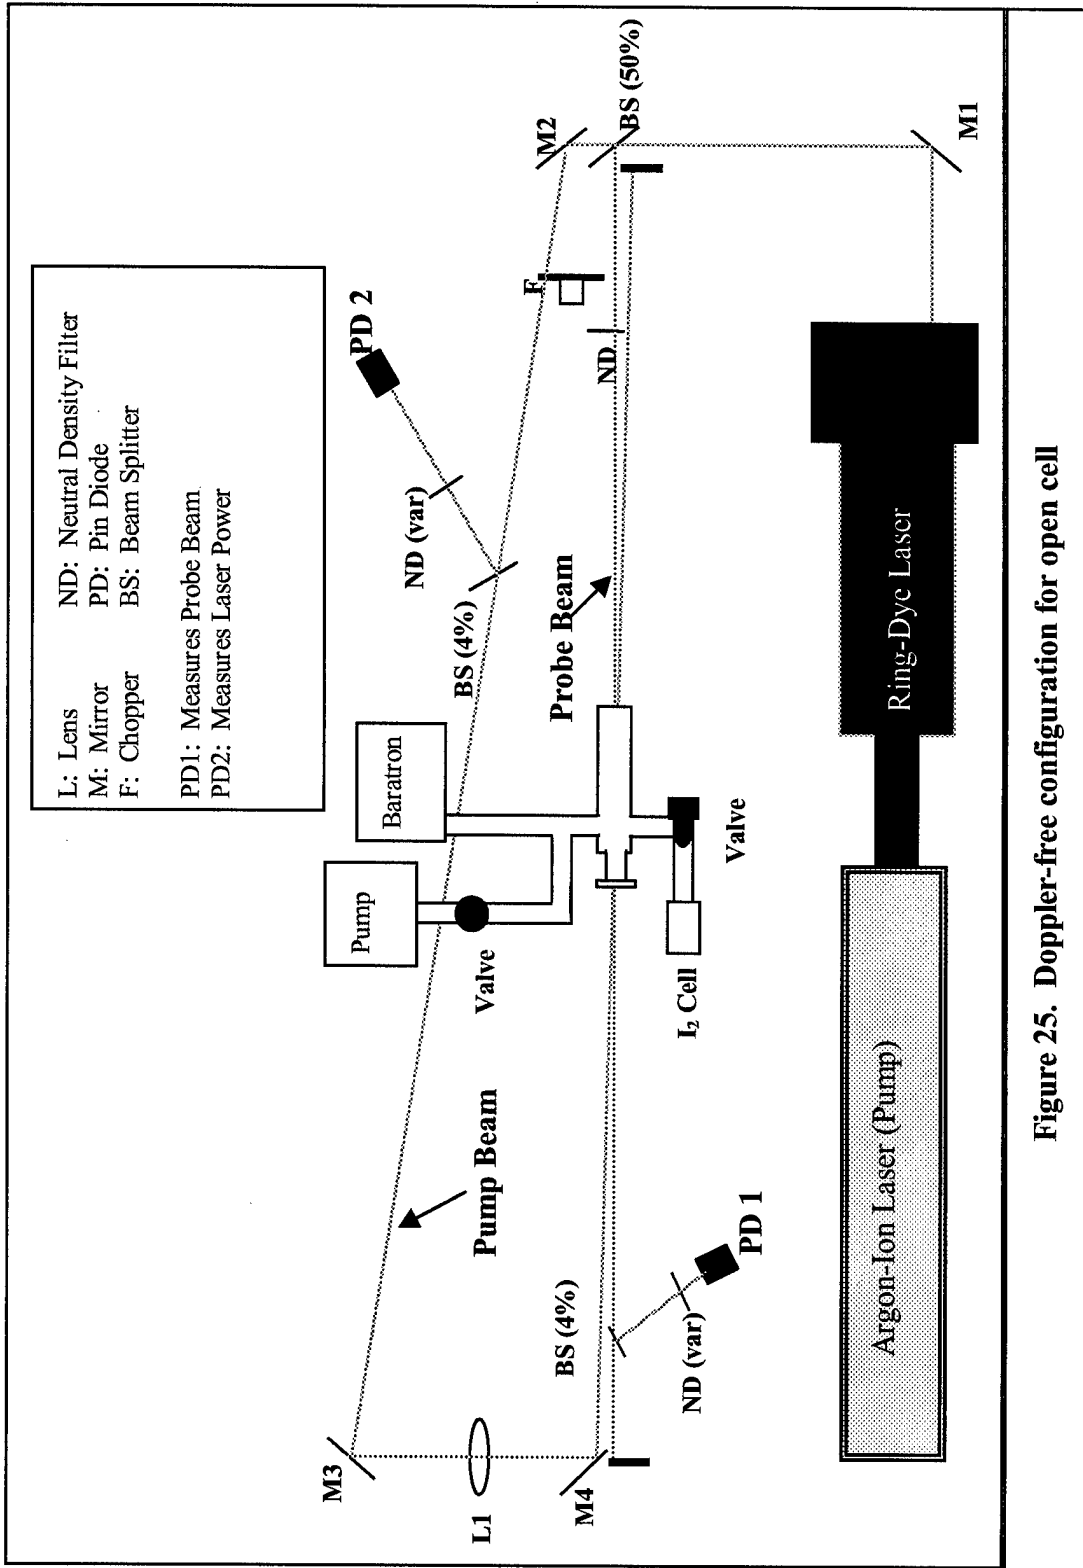 L: Lens ND: Neutral Density Filter
M: Mirror PD: Pin Diode
F: Chopper BS: Beam Splitter
PD1: Measures Probe Beam
PD2: Measures Laser Power
M3
L1
M4
Pump Beam
BS (4%)
ND (var)
PD 1
Pump
Valve
Baratron
I₂ Cell
Valve
BS (4%)
ND (var)
PD 2
Probe Beam
F
ND
M2
BS (50%)
M1
Argon-Ion Laser (Pump)
Ring-Dye Laser
Figure 25. Doppler-free configuration for open cell